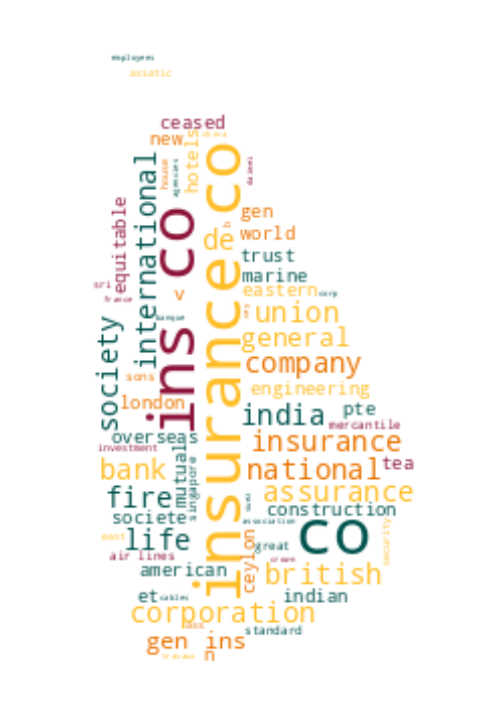 employees
asiatic
ceased
new
china
hotels
house
agencies
insurance co
international
ins co
equitable
gen
de
world
trust
marine
sri
france
v
eastern
corp
banque
union
society
general
company
sons
engineering
london
india
pte
mercantile
overseas
insurance
investment
mutual
bank
national
tea
singapore
assurance
fire
construction
societe
association
co
security
east
life
great
air lines
ceylon
crown
american
british
et
cables
indian
corporation
standard
gen ins
n